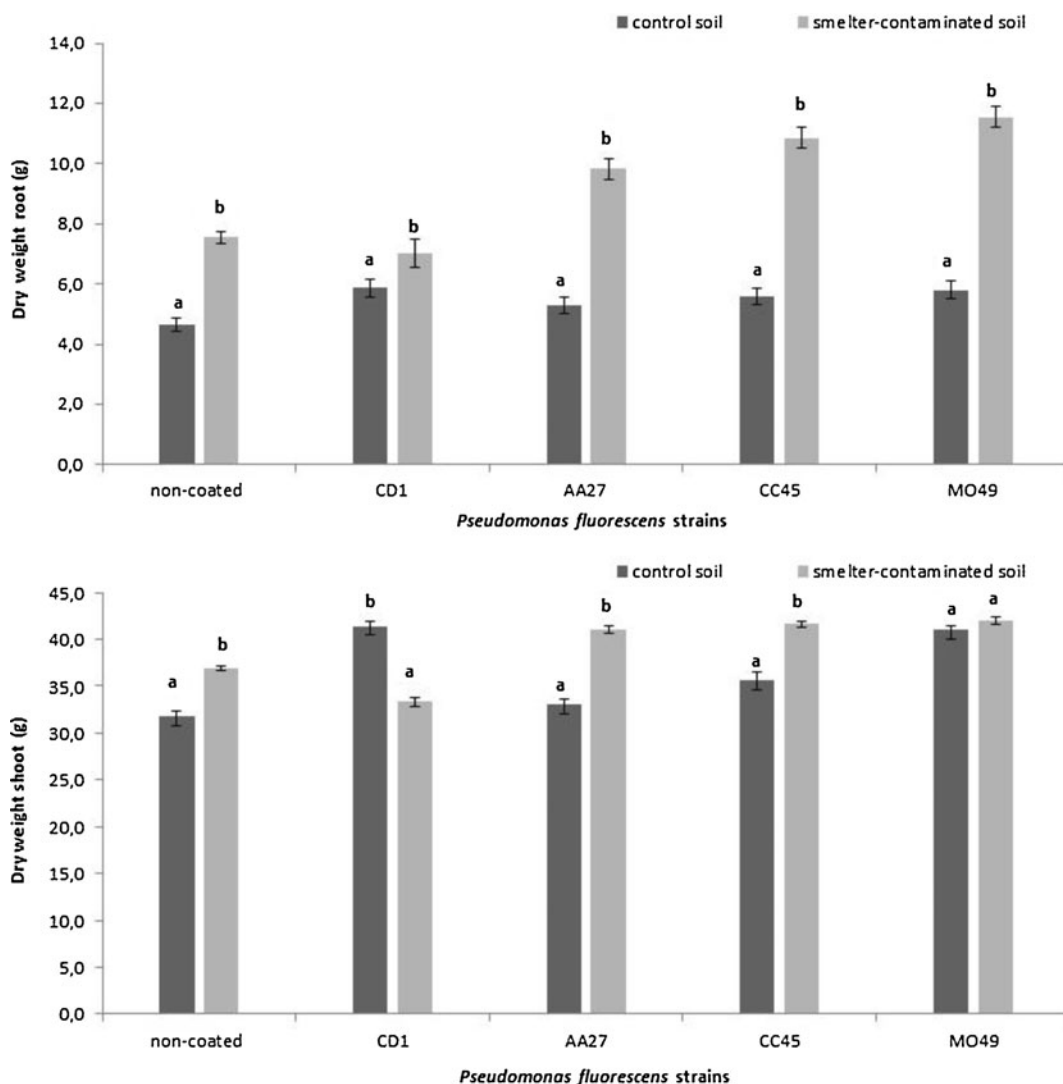 control soil smelter-contaminated soil
14,0
b
12,0
b
b
10,0
b
8,0
b
a
a
a
a
6,0
a
4,0
2,0
0,0
Dry weight root (g)
non-coated CD1 AA27 CC45 MO49
Pseudomonas fluorescens strains
control soil smelter-contaminated soil
45,0
b b b a a
40,0
b
a
35,0
a a a
30,0
25,0
20,0
15,0
10,0
5,0
0,0
Dry weight shoot (g)
non-coated CD1 AA27 CC45 MO49
Pseudomonas fluorescens strains